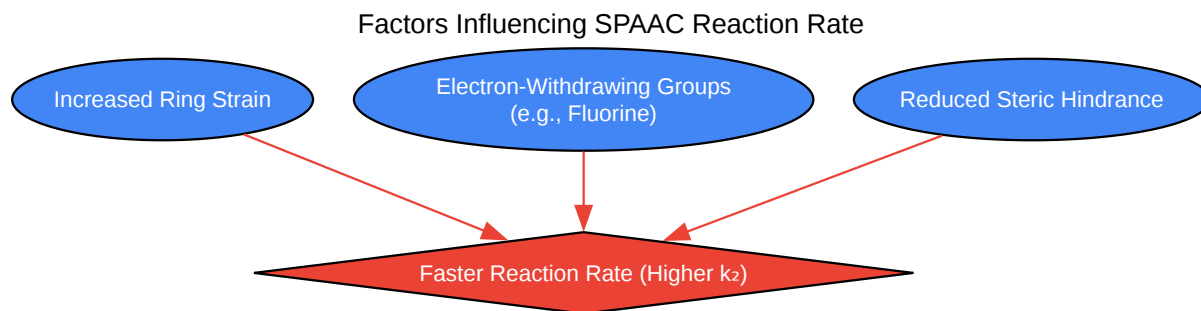 Factors Influencing SPAAC Reaction Rate
Increased Ring Strain
Electron-Withdrawing Groups
(e.g., Fluorine)
Reduced Steric Hindrance
Faster Reaction Rate (Higher k₂)